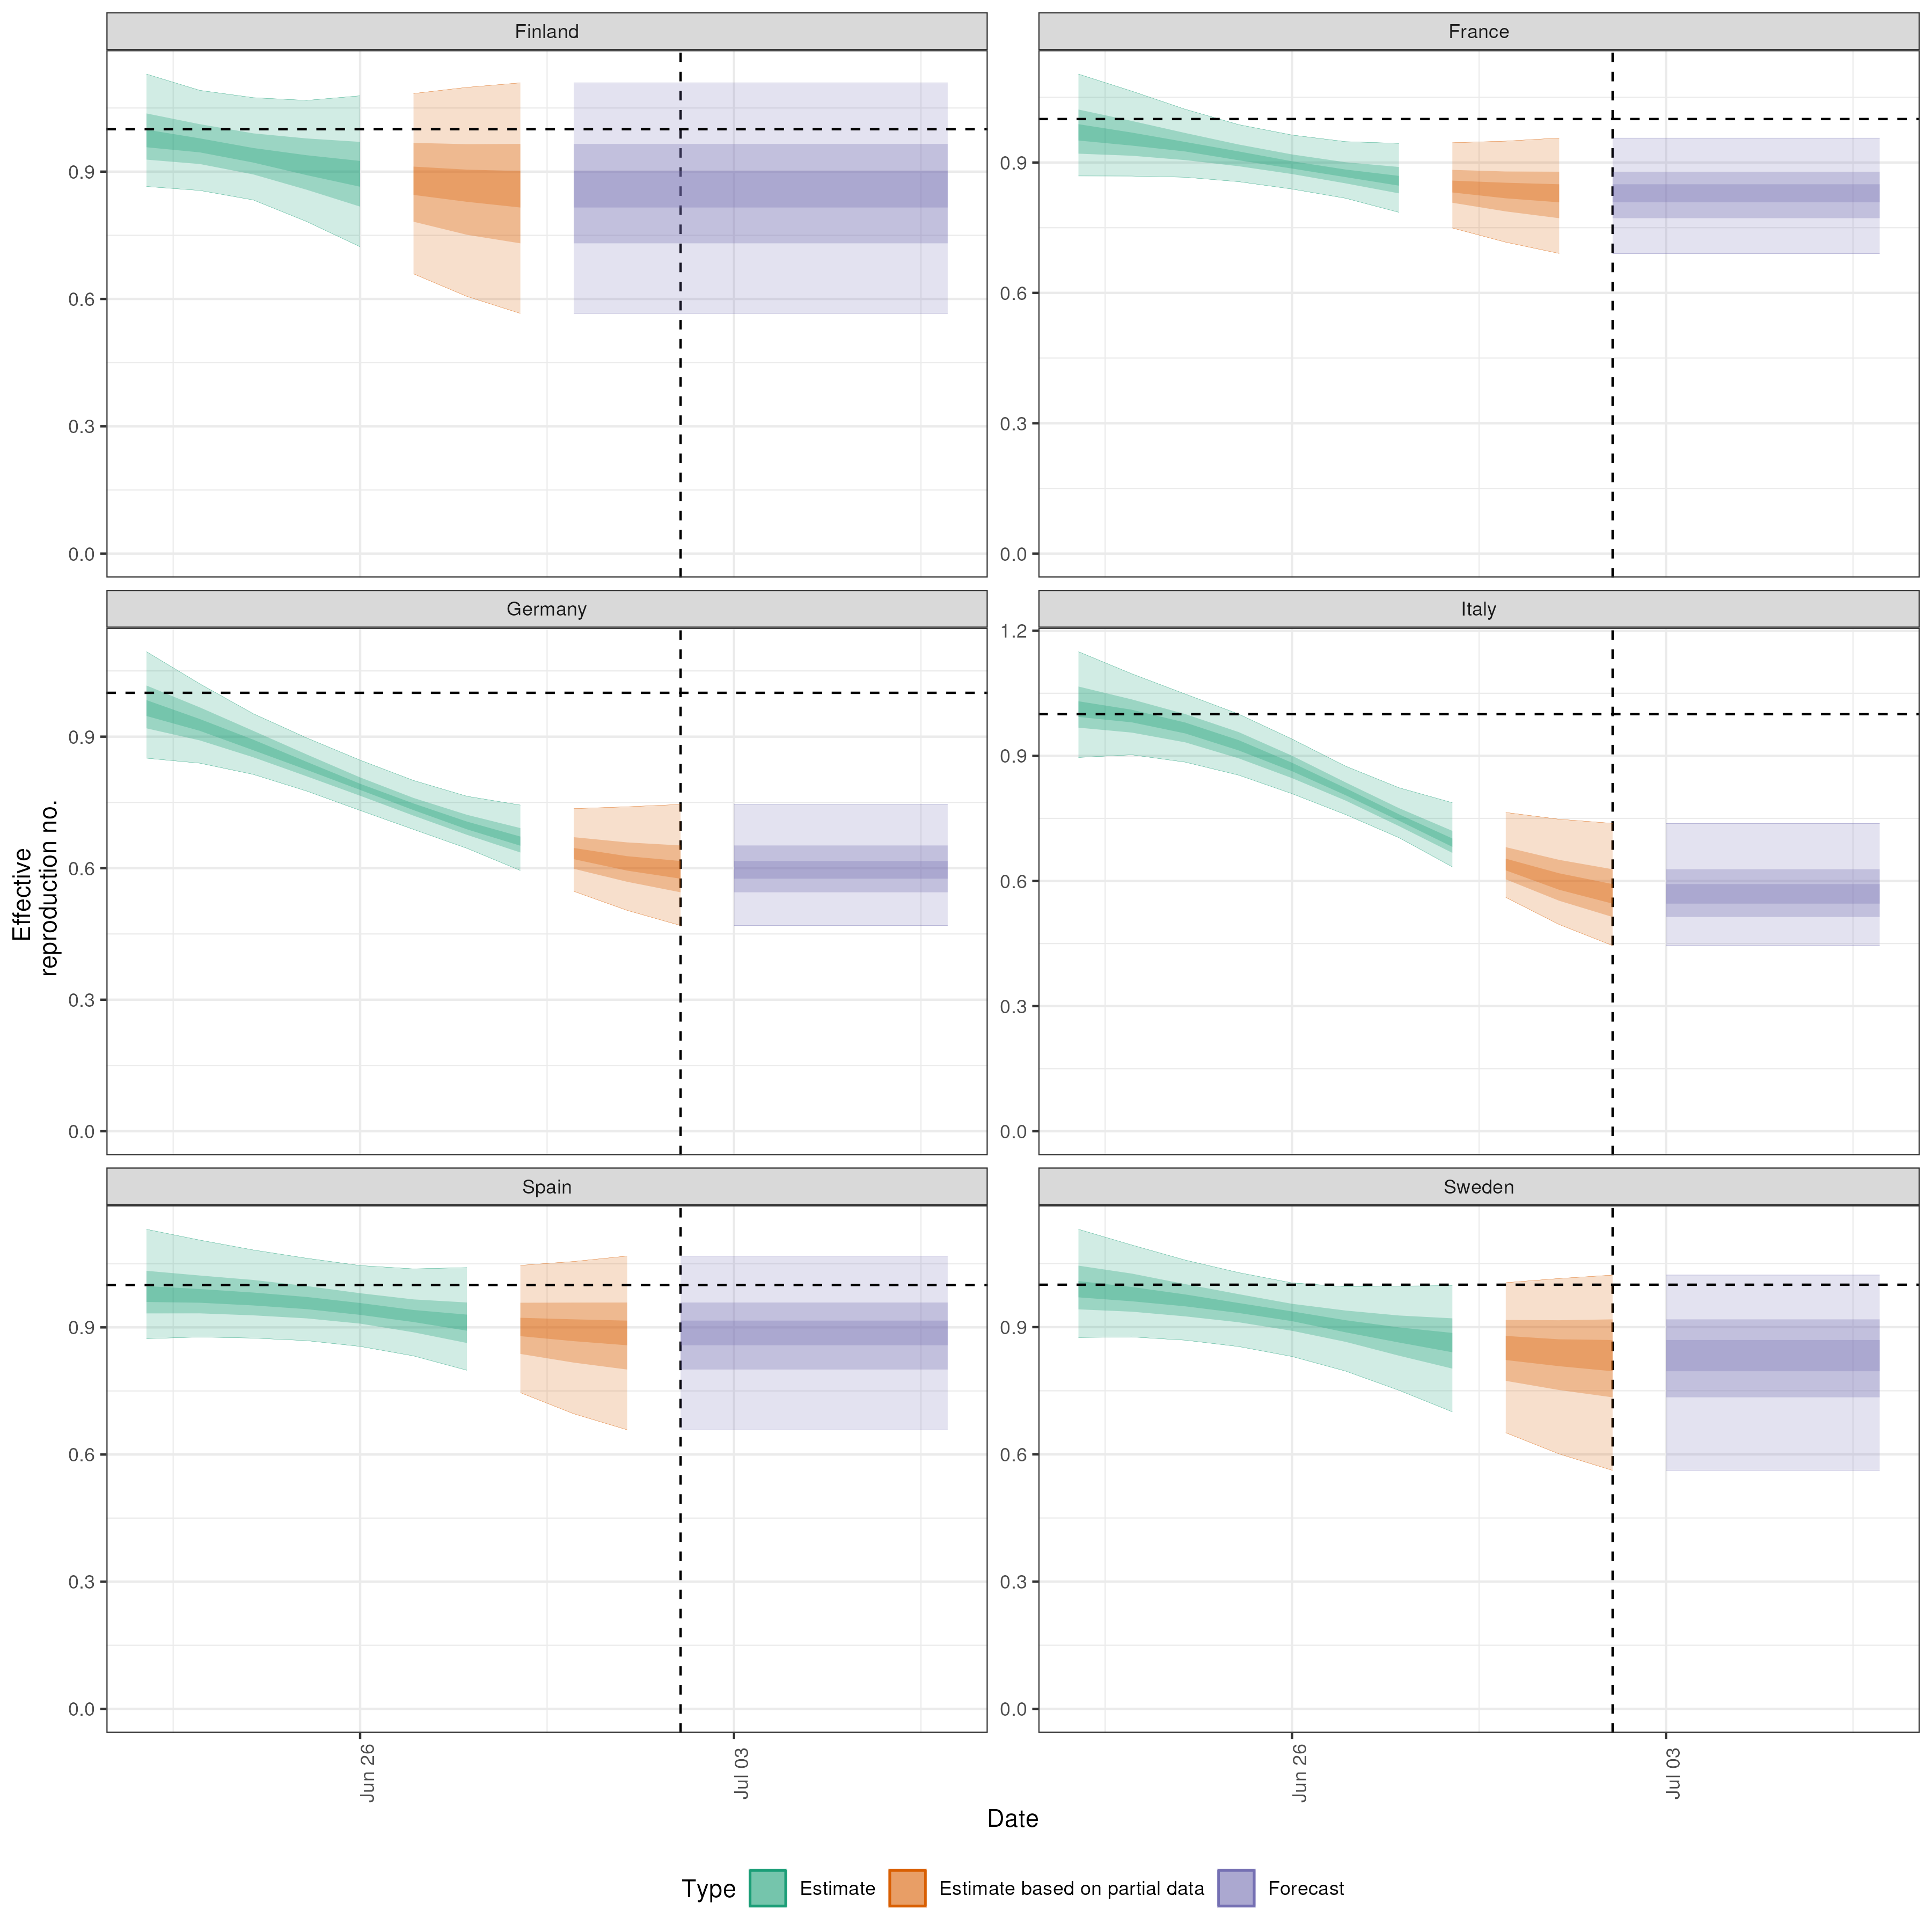 Finland
France
0.9
0.6
0.3
0.0
0.9
0.6
0.3
0.0
Germany
Italy
0.9
0.6
0.3
0.0
1.2
0.9
0.6
0.3
0.0
Effective
reproduction no.
Spain
Sweden
0.9
0.6
0.3
0.0
0.9
0.6
0.3
0.0
Jun 26
Jul 03
Jun 26
Jul 03
Date
Type
Estimate
Estimate based on partial data
Forecast